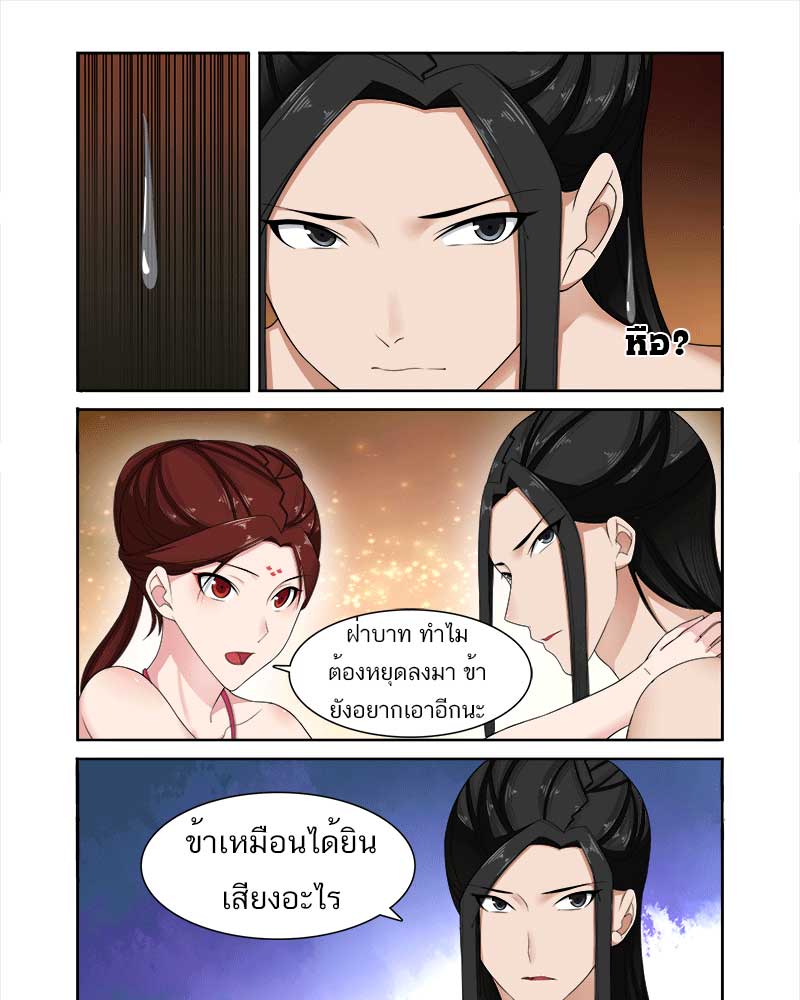 หือ?
ฝ่าบาท ทำไม
ต้องหยุดลงมา ข้า
ยังอยากเอาอีกนะ
ข้าเหมือนได้ยิน
เสียงอะไร